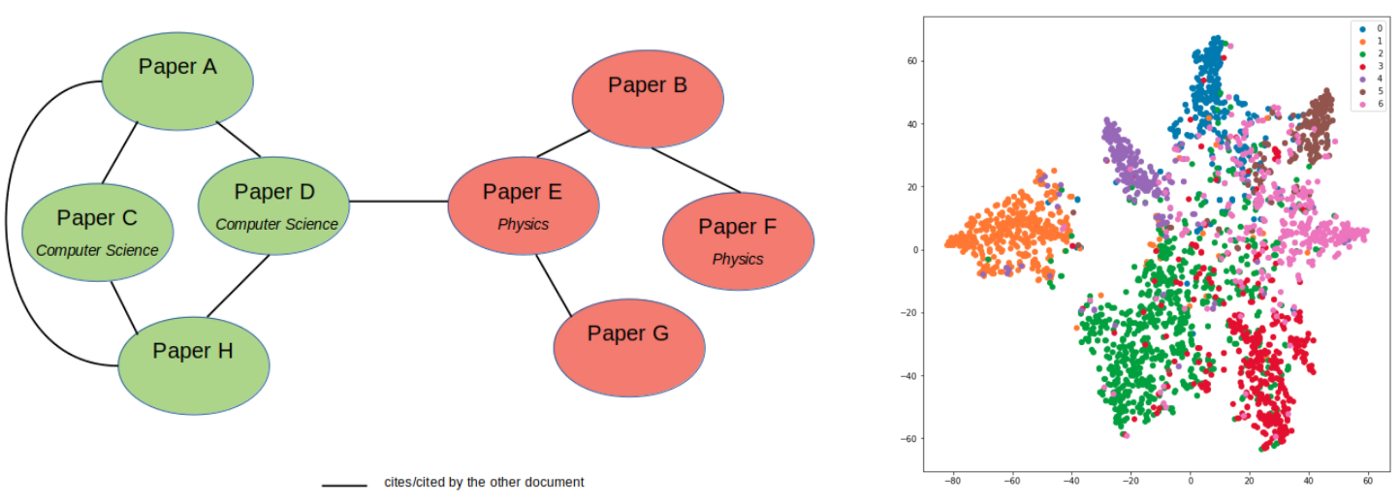 Paper A
Paper B
Paper C
Computer Science
Paper D
Computer Science
Paper E
Physics
Paper F
Physics
Paper H
Paper G
cites/cited by the other document
0
1
2
3
4
5
6
60
40
20
0
−20
−40
−60
−80
−60
−40
−20
0
20
40
60